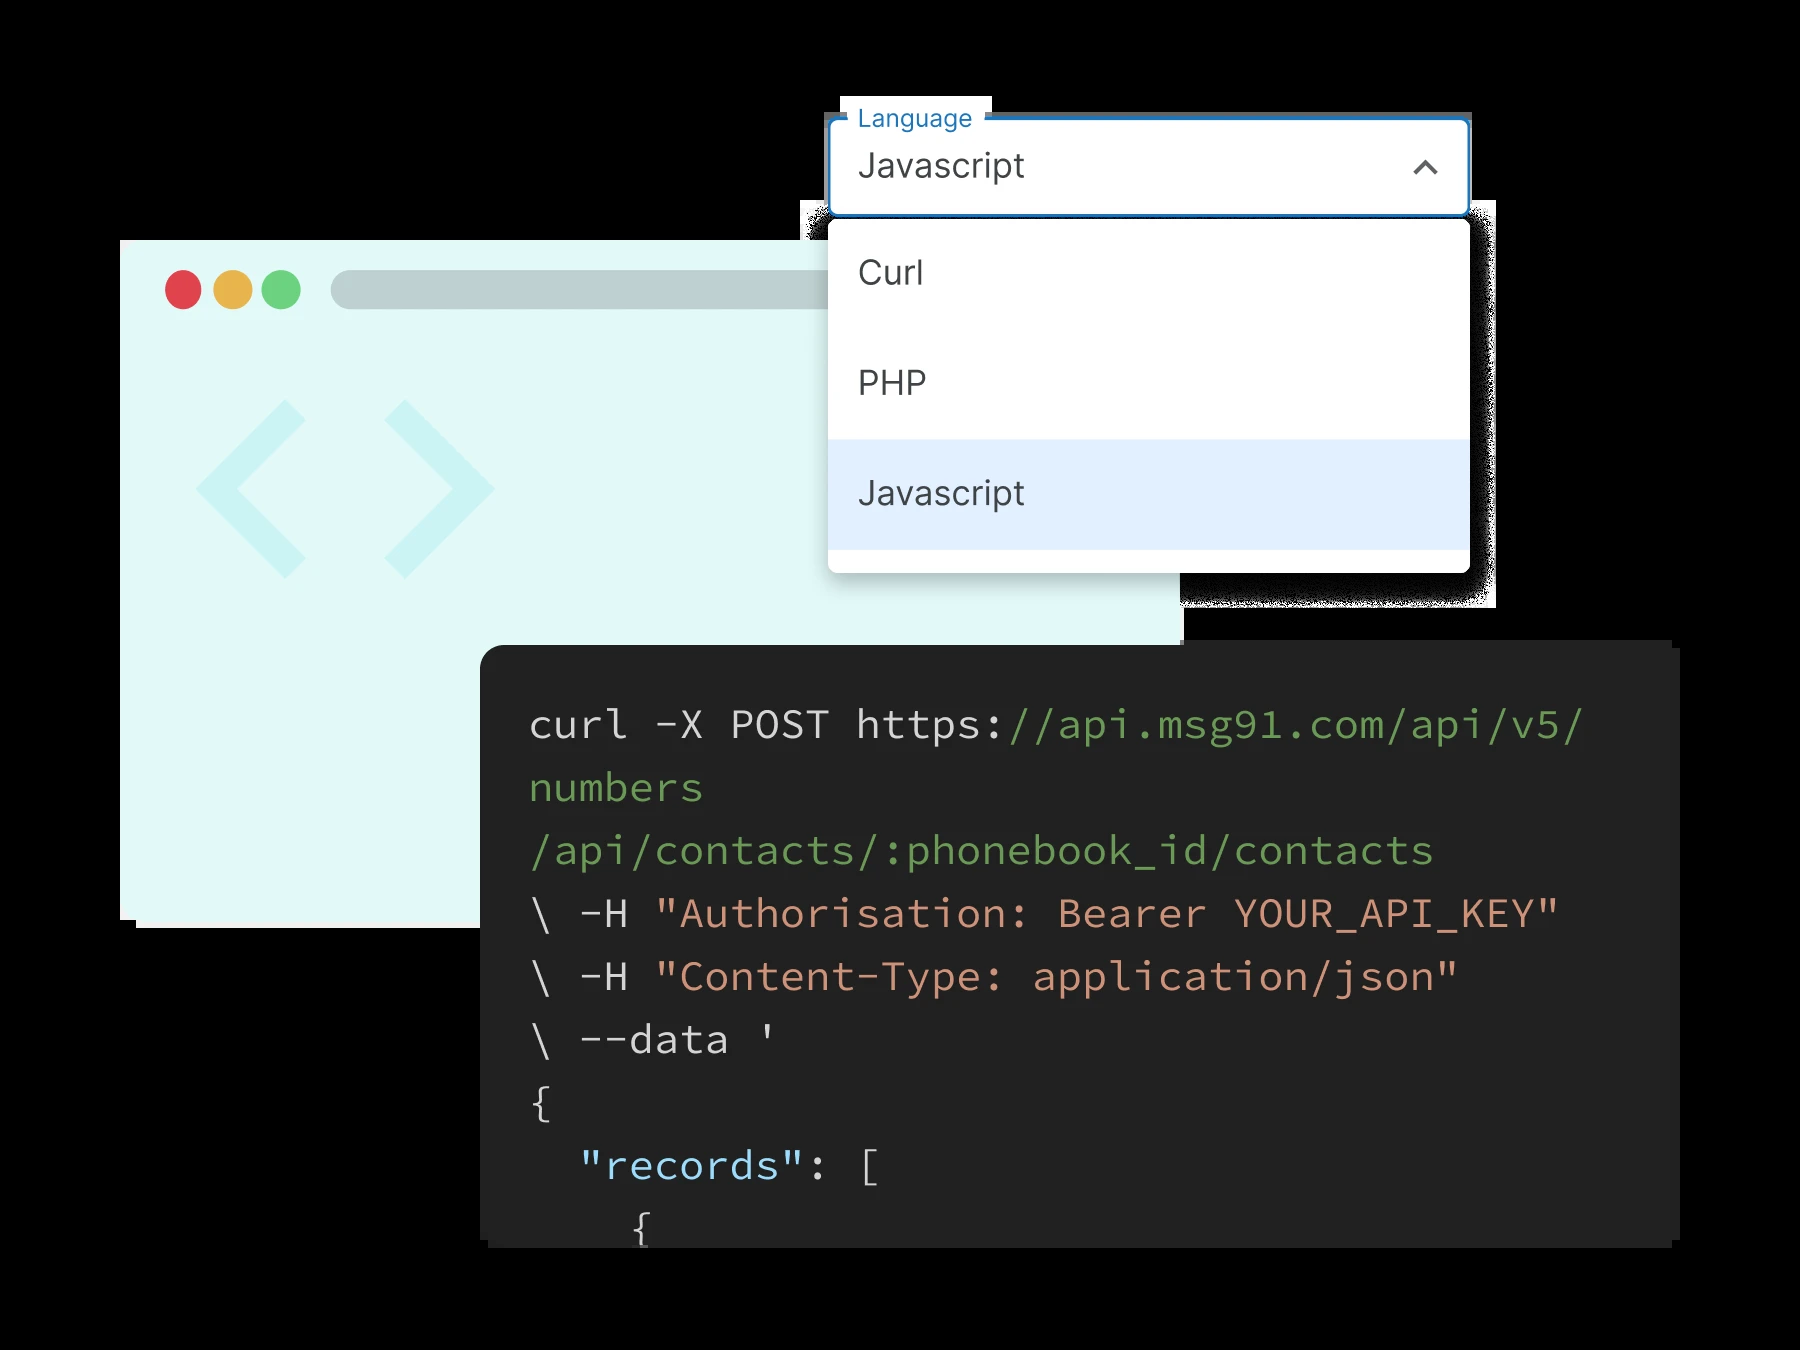 Language
Javascript
Curl
PHP
Javascript
curl -X POST https://api.msg91.com/api/v5/
numbers
/api/contacts/:phonebook_id/contacts
\ -H "Authorisation: Bearer YOUR_API_KEY"
\ -H "Content-Type: application/json"
\ --data '
{
  "records": [
    {